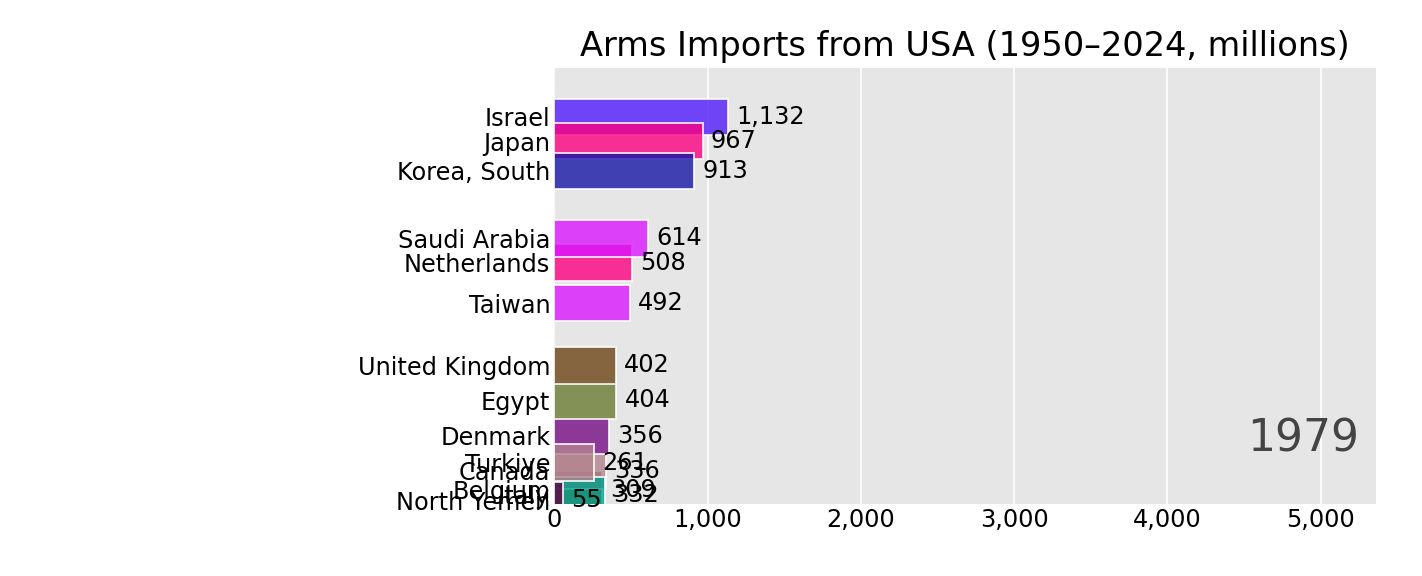 Arms Imports from USA (1950–2024, millions)
Israel 1,132
Japan 967
Korea, South 913
Saudi Arabia 614
Netherlands 508
Taiwan 492
United Kingdom 402
Egypt 404
Denmark 356
1979
Turkiye 261
Canada 336
Belgium 309
Italy 332
North Yemen 55
0 1,000 2,000 3,000 4,000 5,000